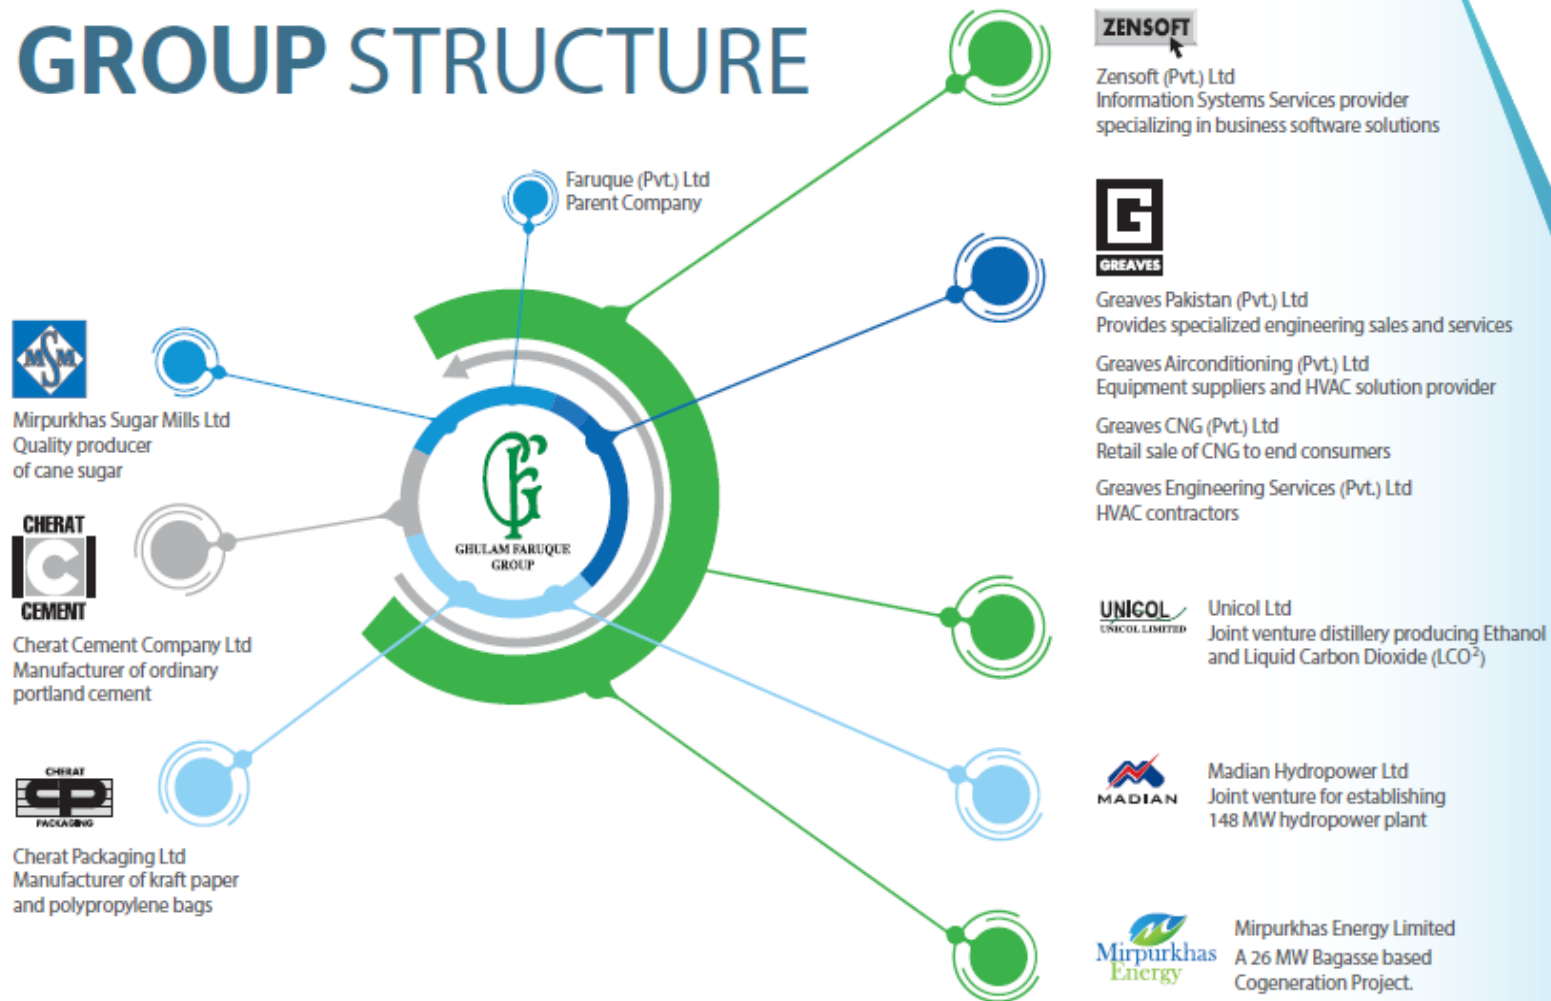 GROUP STRUCTURE
Faruque (Pvt.) Ltd
Parent Company
MSM
Mirpurkhas Sugar Mills Ltd
Quality producer
of cane sugar
CHERAT
C
CEMENT
Cherat Cement Company Ltd
Manufacturer of ordinary
portland cement
CHERAT
CP
PACKAGING
Cherat Packaging Ltd
Manufacturer of kraft paper
and polypropylene bags
GFG
GHULAM FARUQUE
GROUP
ZENSOFT
Zensoft (Pvt.) Ltd
Information Systems Services provider
specializing in business software solutions
G
GREAVES
Greaves Pakistan (Pvt.) Ltd
Provides specialized engineering sales and services
Greaves Airconditioning (Pvt.) Ltd
Equipment suppliers and HVAC solution provider
Greaves CNG (Pvt.) Ltd
Retail sale of CNG to end consumers
Greaves Engineering Services (Pvt.) Ltd
HVAC contractors
UNICOL
UNICOL LIMITED
Unicol Ltd
Joint venture distillery producing Ethanol
and Liquid Carbon Dioxide (LCO²)
MADIAN
Madian Hydropower Ltd
Joint venture for establishing
148 MW hydropower plant
Mirpurkhas
Energy
Mirpurkhas Energy Limited
A 26 MW Bagasse based
Cogeneration Project.